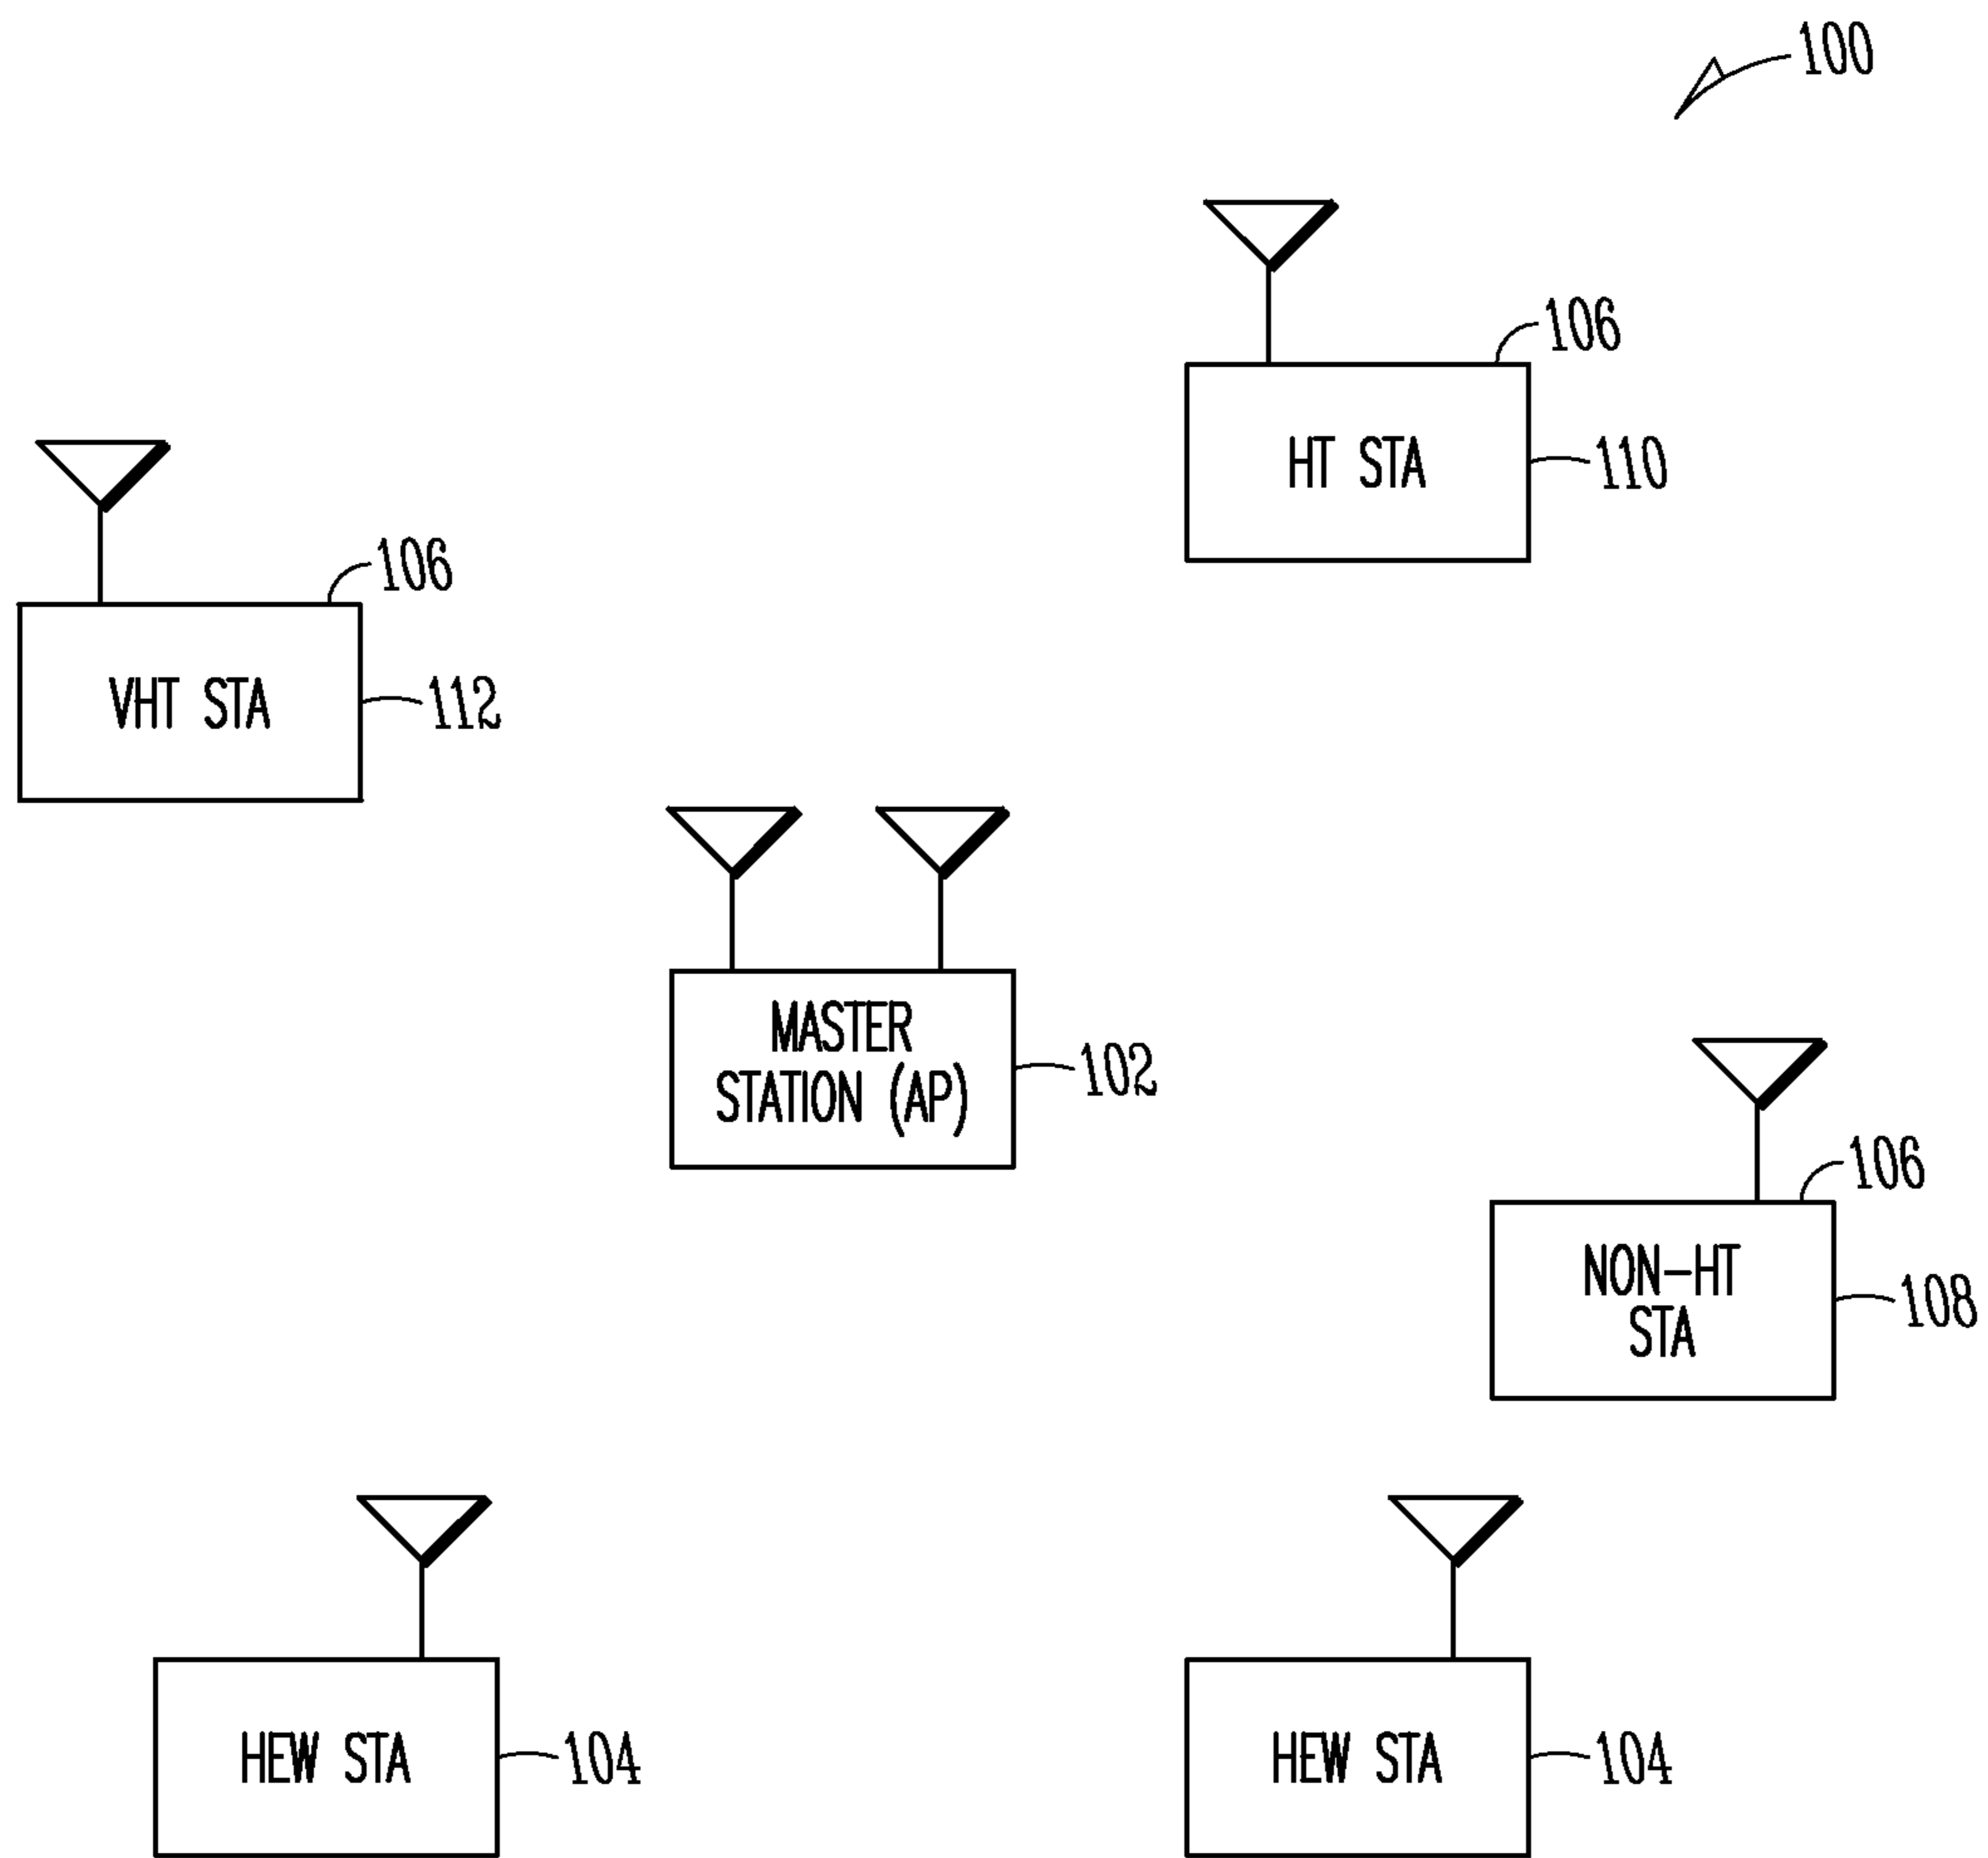 100
106
HT STA
110
106
VHT STA
112
MASTER
STATION (AP)
102
106
NON-HT
STA
108
HEW STA
104
HEW STA
104